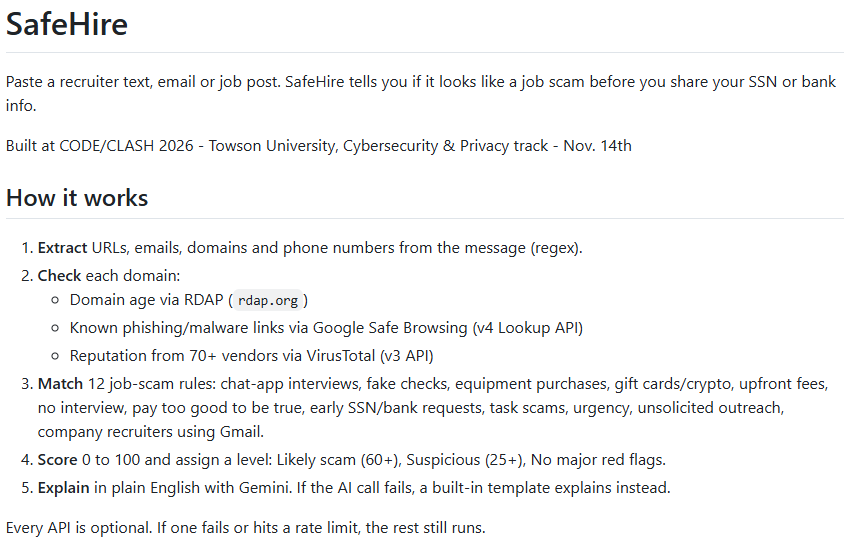 SafeHire
Paste a recruiter text, email or job post. SafeHire tells you if it looks like a job scam before you share your SSN or bank
info.
Built at CODE/CLASH 2026 - Towson University, Cybersecurity & Privacy track - Nov. 14th
How it works
1. Extract URLs, emails, domains and phone numbers from the message (regex).
2. Check each domain:
○ Domain age via RDAP ( rdap.org )
○ Known phishing/malware links via Google Safe Browsing (v4 Lookup API)
○ Reputation from 70+ vendors via VirusTotal (v3 API)
3. Match 12 job-scam rules: chat-app interviews, fake checks, equipment purchases, gift cards/crypto, upfront fees,
no interview, pay too good to be true, early SSN/bank requests, task scams, urgency, unsolicited outreach,
company recruiters using Gmail.
4. Score 0 to 100 and assign a level: Likely scam (60+), Suspicious (25+), No major red flags.
5. Explain in plain English with Gemini. If the AI call fails, a built-in template explains instead.
Every API is optional. If one fails or hits a rate limit, the rest still runs.